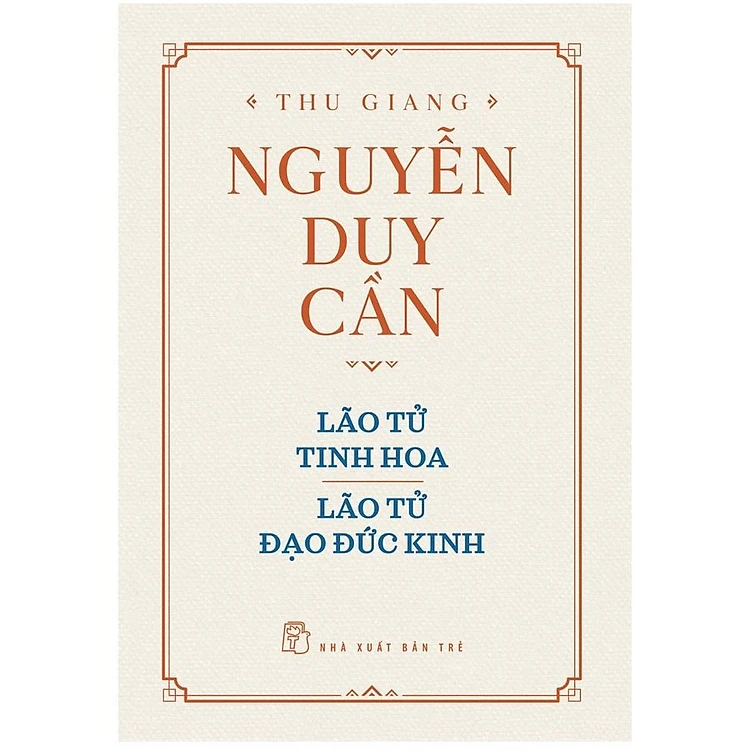 THU GIANG
NGUYỄN
DUY
CẦN
LÃO TỬ
TINH HOA
LÃO TỬ
ĐẠO ĐỨC KINH
NHÀ XUẤT BẢN TRẺ